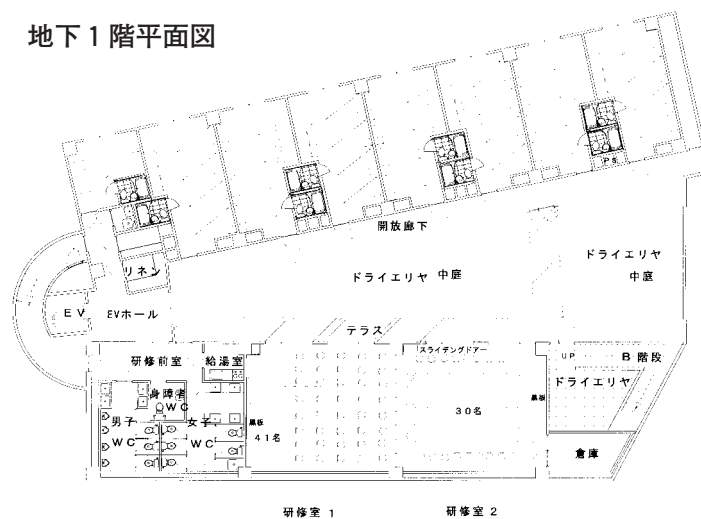 地下1階平面図
PS
開放廊下
ドライエリヤ 中庭
ドライエリヤ
中庭
リネン
EV
EVホール
テラス
研修前室
給湯室
スライデングドアー
UP
B階段
ドライエリヤ
身障者
WC
男子
WC
女子
WC
黒板
41名
30名
黒板
倉庫
研修室 1
研修室 2